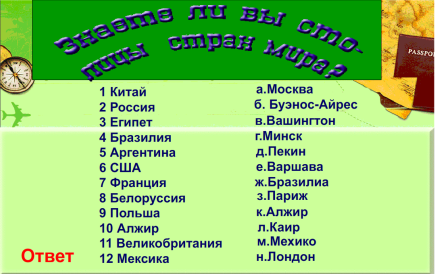 Знаете ли вы сто-
лицы стран мира?
PASSPO
1 Китай
2 Россия
3 Египет
4 Бразилия
5 Аргентина
6 США
7 Франция
8 Белоруссия
9 Польша
10 Алжир
11 Великобритания
12 Мексика
а.Москва
б. Буэнос-Айрес
в.Вашингтон
г.Минск
д.Пекин
е.Варшава
ж.Бразилиа
з.Париж
к.Алжир
л.Каир
м.Мехико
н.Лондон
Ответ